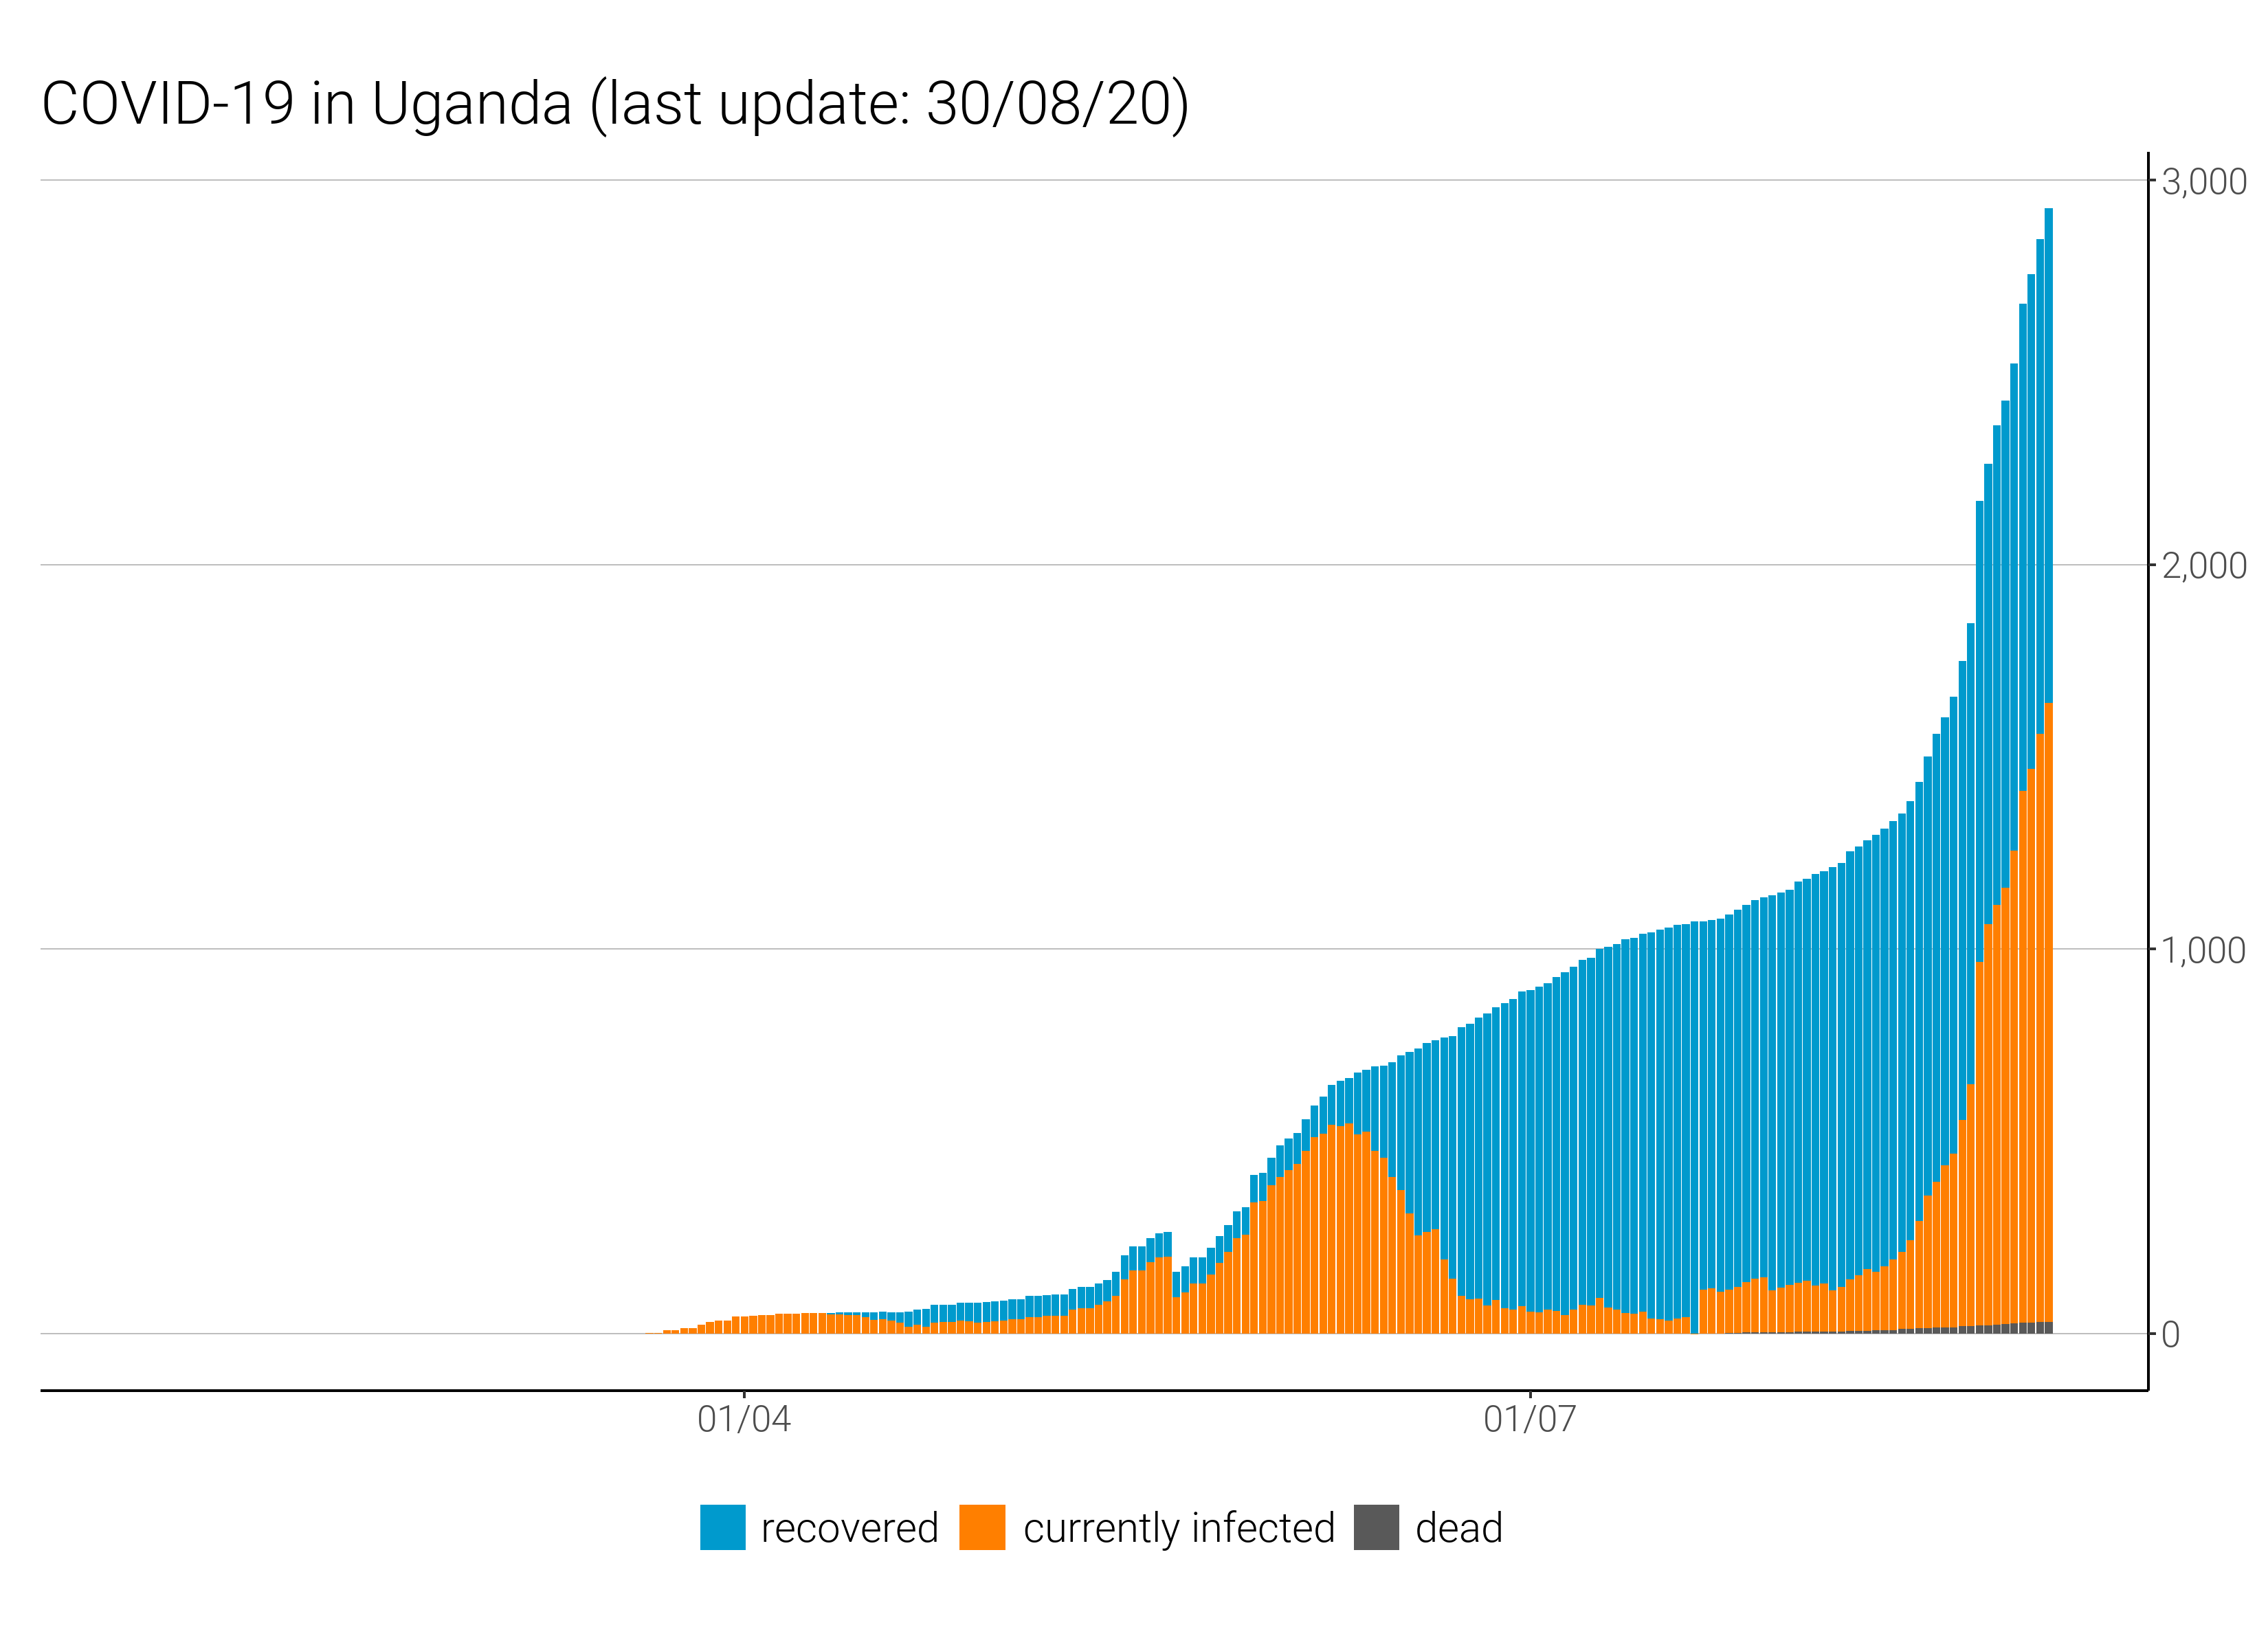 COVID-19 in Uganda (last update: 30/08/20)
3,000
2,000
1,000
0
01/04 01/07
recovered currently infected dead